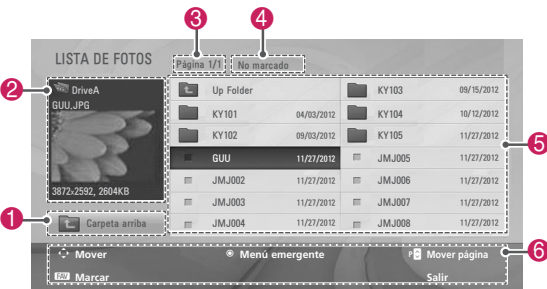 3
4
LISTA DE FOTOS
Página 1/1
No marcado
2
DriveA
GUU.JPG
3872x2592, 2604KB
1
Carpeta arriba
Up Folder
KY101 04/03/2012
KY102 09/03/2012
GUU 11/27/2012
JMJ002 11/27/2012
JMJ003 11/27/2012
JMJ004 11/27/2012
KY103 09/15/2012
KY104 10/12/2012
KY105 11/27/2012
JMJ005 11/27/2012
JMJ006 11/27/2012
JMJ007 11/27/2012
JMJ008 11/27/2012
5
Mover
Menú emergente
P Mover página
6
FAV Marcar
Salir